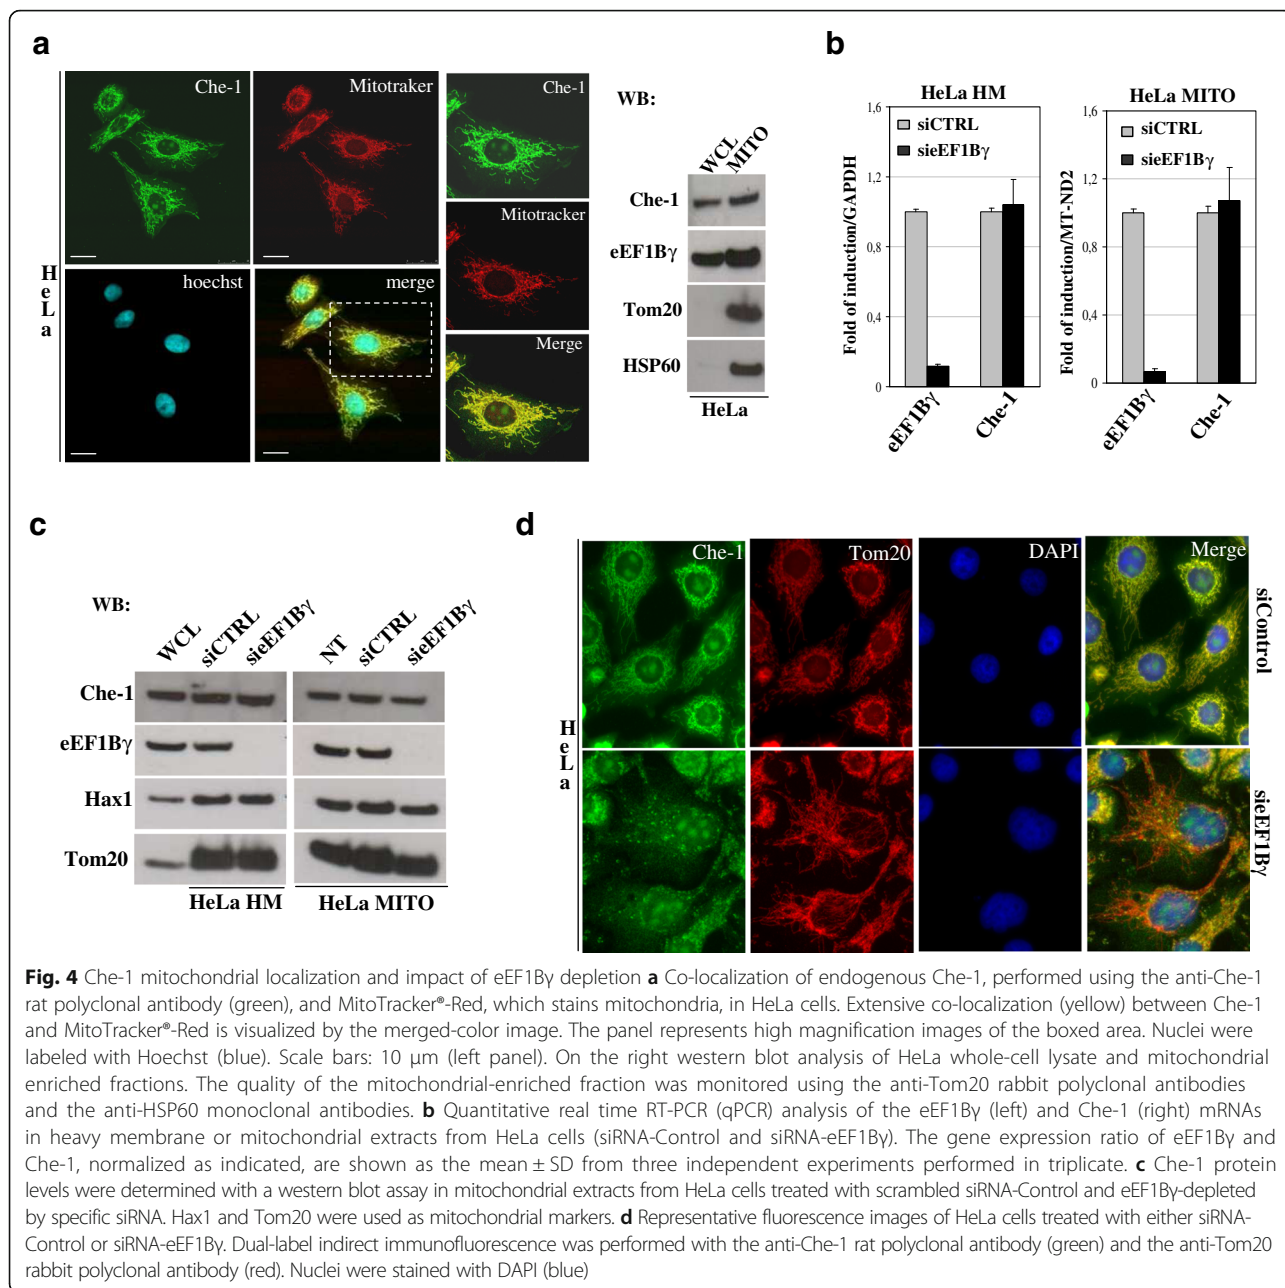 a
Che-1
Mitotraker
hoechst
merge
HeLa
Che-1
Mitotracker
Merge
WB:
WCL
MITO
Che-1
eEF1Bγ
Tom20
HSP60
HeLa
b
HeLa HM
Fold of induction/GAPDH
1,6
1,2
0,8
0,4
0
siCTRL
sieEF1Bγ
eEF1Bγ
Che-1
HeLa MITO
Fold of induction/MT-ND2
1,6
1,2
0,8
0,4
0
siCTRL
sieEF1Bγ
eEF1Bγ
Che-1
c
WB:
WCL
siCTRL
sieEF1Bγ
NT
siCTRL
sieEF1Bγ
Che-1
eEF1Bγ
Hax1
Tom20
HeLa HM
HeLa MITO
d
Che-1
Tom20
DAPI
Merge
HeLa
siControl
sieEF1Bγ
Fig. 4 Che-1 mitochondrial localization and impact of eEF1Bγ depletion a Co-localization of endogenous Che-1, performed using the anti-Che-1
rat polyclonal antibody (green), and MitoTracker®-Red, which stains mitochondria, in HeLa cells. Extensive co-localization (yellow) between Che-1
and MitoTracker®-Red is visualized by the merged-color image. The panel represents high magnification images of the boxed area. Nuclei were
labeled with Hoechst (blue). Scale bars: 10 μm (left panel). On the right western blot analysis of HeLa whole-cell lysate and mitochondrial
enriched fractions. The quality of the mitochondrial-enriched fraction was monitored using the anti-Tom20 rabbit polyclonal antibodies
and the anti-HSP60 monoclonal antibodies. b Quantitative real time RT-PCR (qPCR) analysis of the eEF1Bγ (left) and Che-1 (right) mRNAs
in heavy membrane or mitochondrial extracts from HeLa cells (siRNA-Control and siRNA-eEF1Bγ). The gene expression ratio of eEF1Bγ and
Che-1, normalized as indicated, are shown as the mean ± SD from three independent experiments performed in triplicate. c Che-1 protein
levels were determined with a western blot assay in mitochondrial extracts from HeLa cells treated with scrambled siRNA-Control and eEF1Bγ-depleted
by specific siRNA. Hax1 and Tom20 were used as mitochondrial markers. d Representative fluorescence images of HeLa cells treated with either siRNA-
Control or siRNA-eEF1Bγ. Dual-label indirect immunofluorescence was performed with the anti-Che-1 rat polyclonal antibody (green) and the anti-Tom20
rabbit polyclonal antibody (red). Nuclei were stained with DAPI (blue)